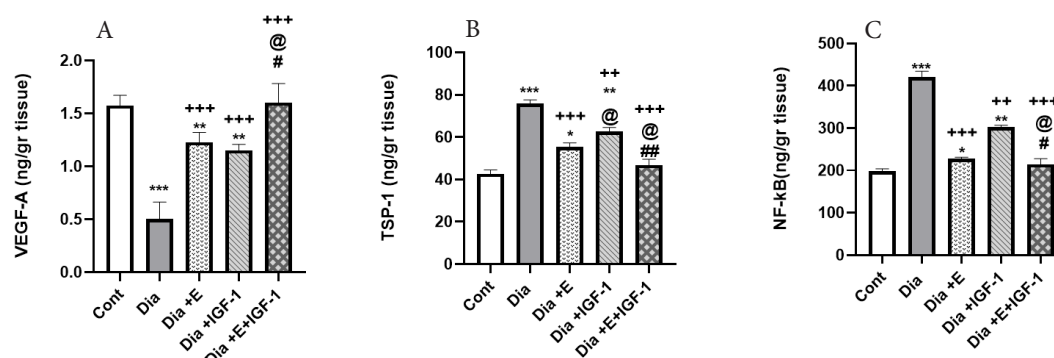 A
VEGF-A (ng/gr tissue)
2.0
1.5
1.0
0.5
0.0
***
+++
**
+++
**
+++
@
#
Cont
Dia
Dia +E
Dia +IGF-1
Dia +E+IGF-1
B
TSP-1 (ng/gr tissue)
100
80
60
40
20
0
***
+++
*
++
**
@
+++
@
##
Cont
Dia
Dia +E
Dia +IGF-1
Dia +E+IGF-1
C
NF-kB(ng/gr tissue)
500
400
300
200
100
0
***
+++
*
++
**
+++
@
#
Cont
Dia
Dia +E
Dia +IGF-1
Dia +E+IGF-1